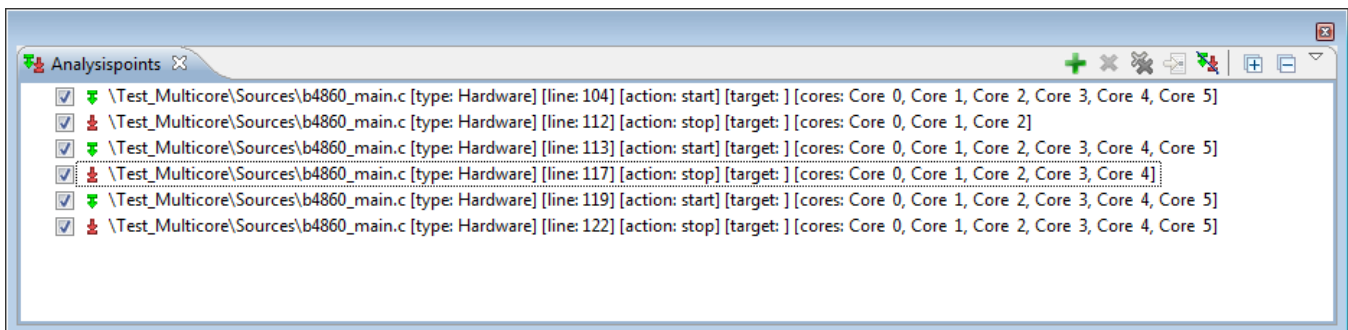 Analysispoints
\Test_Multicore\Sources\b4860_main.c [type: Hardware] [line: 104] [action: start] [target: ] [cores: Core 0, Core 1, Core 2, Core 3, Core 4, Core 5]
\Test_Multicore\Sources\b4860_main.c [type: Hardware] [line: 112] [action: stop] [target: ] [cores: Core 0, Core 1, Core 2]
\Test_Multicore\Sources\b4860_main.c [type: Hardware] [line: 113] [action: start] [target: ] [cores: Core 0, Core 1, Core 2, Core 3, Core 4, Core 5]
\Test_Multicore\Sources\b4860_main.c [type: Hardware] [line: 117] [action: stop] [target: ] [cores: Core 0, Core 1, Core 2, Core 3, Core 4]
\Test_Multicore\Sources\b4860_main.c [type: Hardware] [line: 119] [action: start] [target: ] [cores: Core 0, Core 1, Core 2, Core 3, Core 4, Core 5]
\Test_Multicore\Sources\b4860_main.c [type: Hardware] [line: 122] [action: stop] [target: ] [cores: Core 0, Core 1, Core 2, Core 3, Core 4, Core 5]